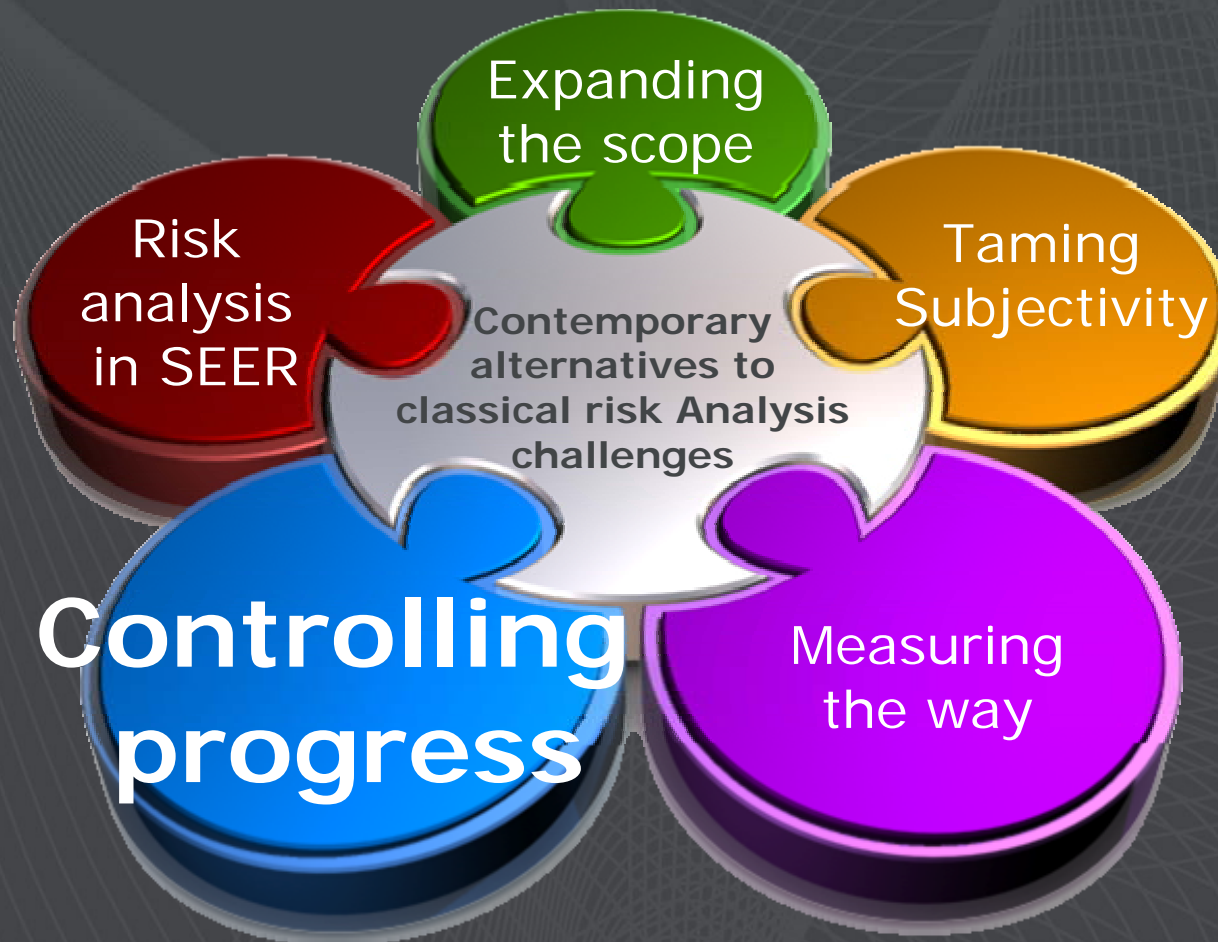 Expanding
the scope
Risk
analysis
in SEER
Taming
Subjectivity
Contemporary
alternatives to
classical risk Analysis
challenges
Controlling
progress
Measuring
the way